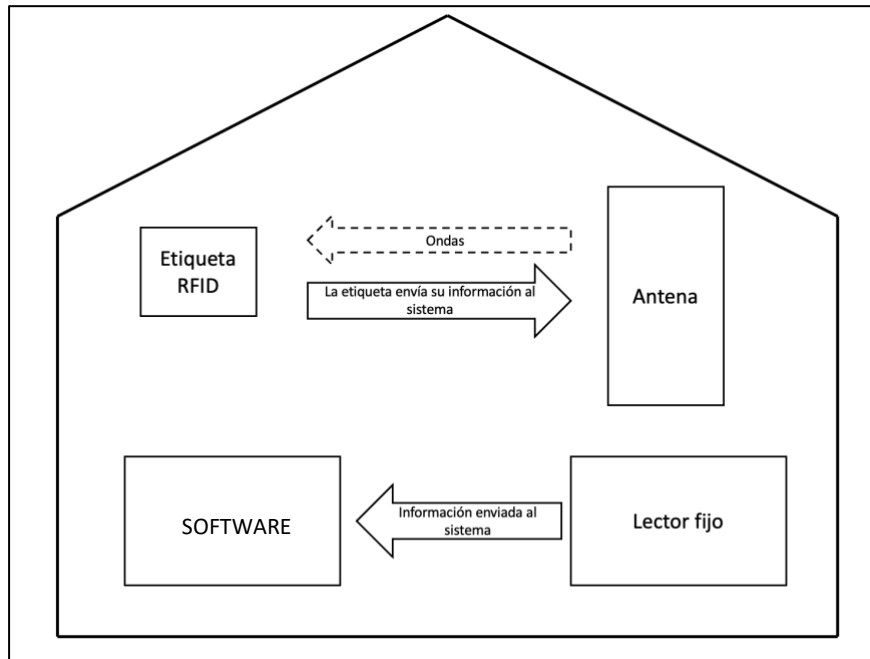 Etiqueta
RFID
Ondas
La etiqueta envía su información al
sistema
Antena
SOFTWARE
Información enviada al
sistema
Lector fijo